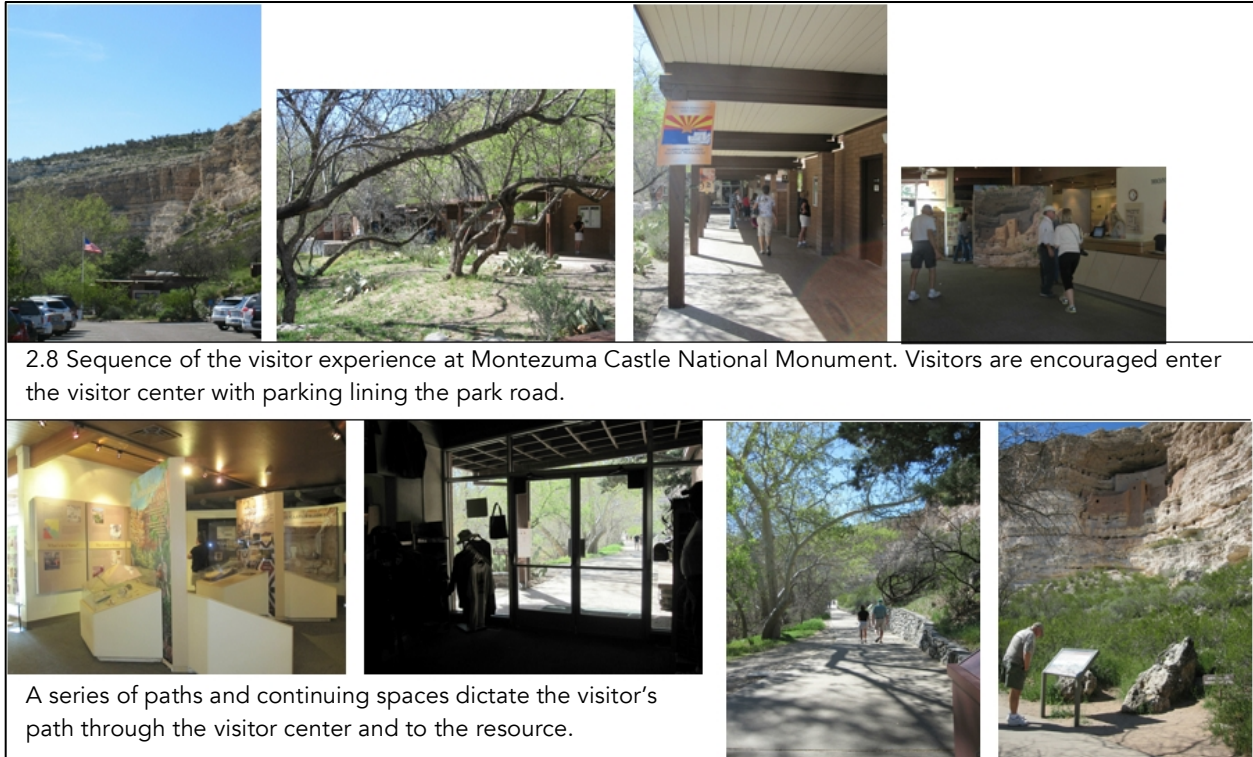 2.8 Sequence of the visitor experience at Montezuma Castle National Monument. Visitors are encouraged enter
the visitor center with parking lining the park road.
A series of paths and continuing spaces dictate the visitor’s
path through the visitor center and to the resource.